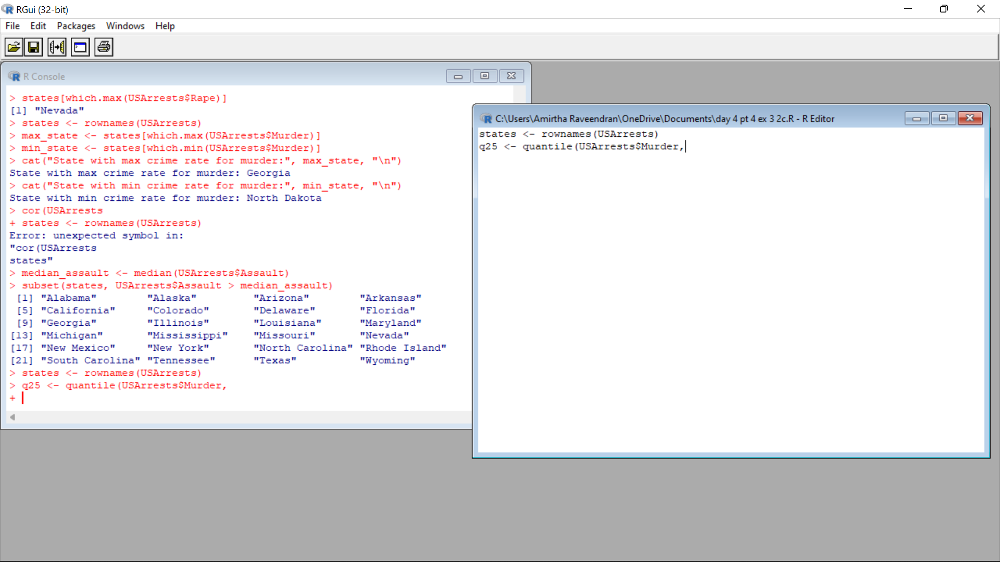 RGui (32-bit)
File Edit Packages Windows Help
R Console
> states[which.max(USArrests$Rape)]
[1] "Nevada"
> states <- rownames(USArrests)
> max_state <- states[which.max(USArrests$Murder)]
> min_state <- states[which.min(USArrests$Murder)]
> cat("State with max crime rate for murder:", max_state, "\n")
State with max crime rate for murder: Georgia
> cat("State with min crime rate for murder:", min_state, "\n")
State with min crime rate for murder: North Dakota
> cor(USArrests
+ states <- rownames(USArrests)
Error: unexpected symbol in:
"cor(USArrests
states"
> median_assault <- median(USArrests$Assault)
> subset(states, USArrests$Assault > median_assault)
[1] "Alabama" "Alaska" "Arizona" "Arkansas"
[5] "California" "Colorado" "Delaware" "Florida"
[9] "Georgia" "Illinois" "Louisiana" "Maryland"
[13] "Michigan" "Mississippi" "Missouri" "Nevada"
[17] "New Mexico" "New York" "North Carolina" "Rhode Island"
[21] "South Carolina" "Tennessee" "Texas" "Wyoming"
> states <- rownames(USArrests)
> q25 <- quantile(USArrests$Murder,
+
C:\Users\Amirtha Raveendran\OneDrive\Documents\day 4 pt 4 ex 3 2c.R - R Editor
states <- rownames(USArrests)
q25 <- quantile(USArrests$Murder,